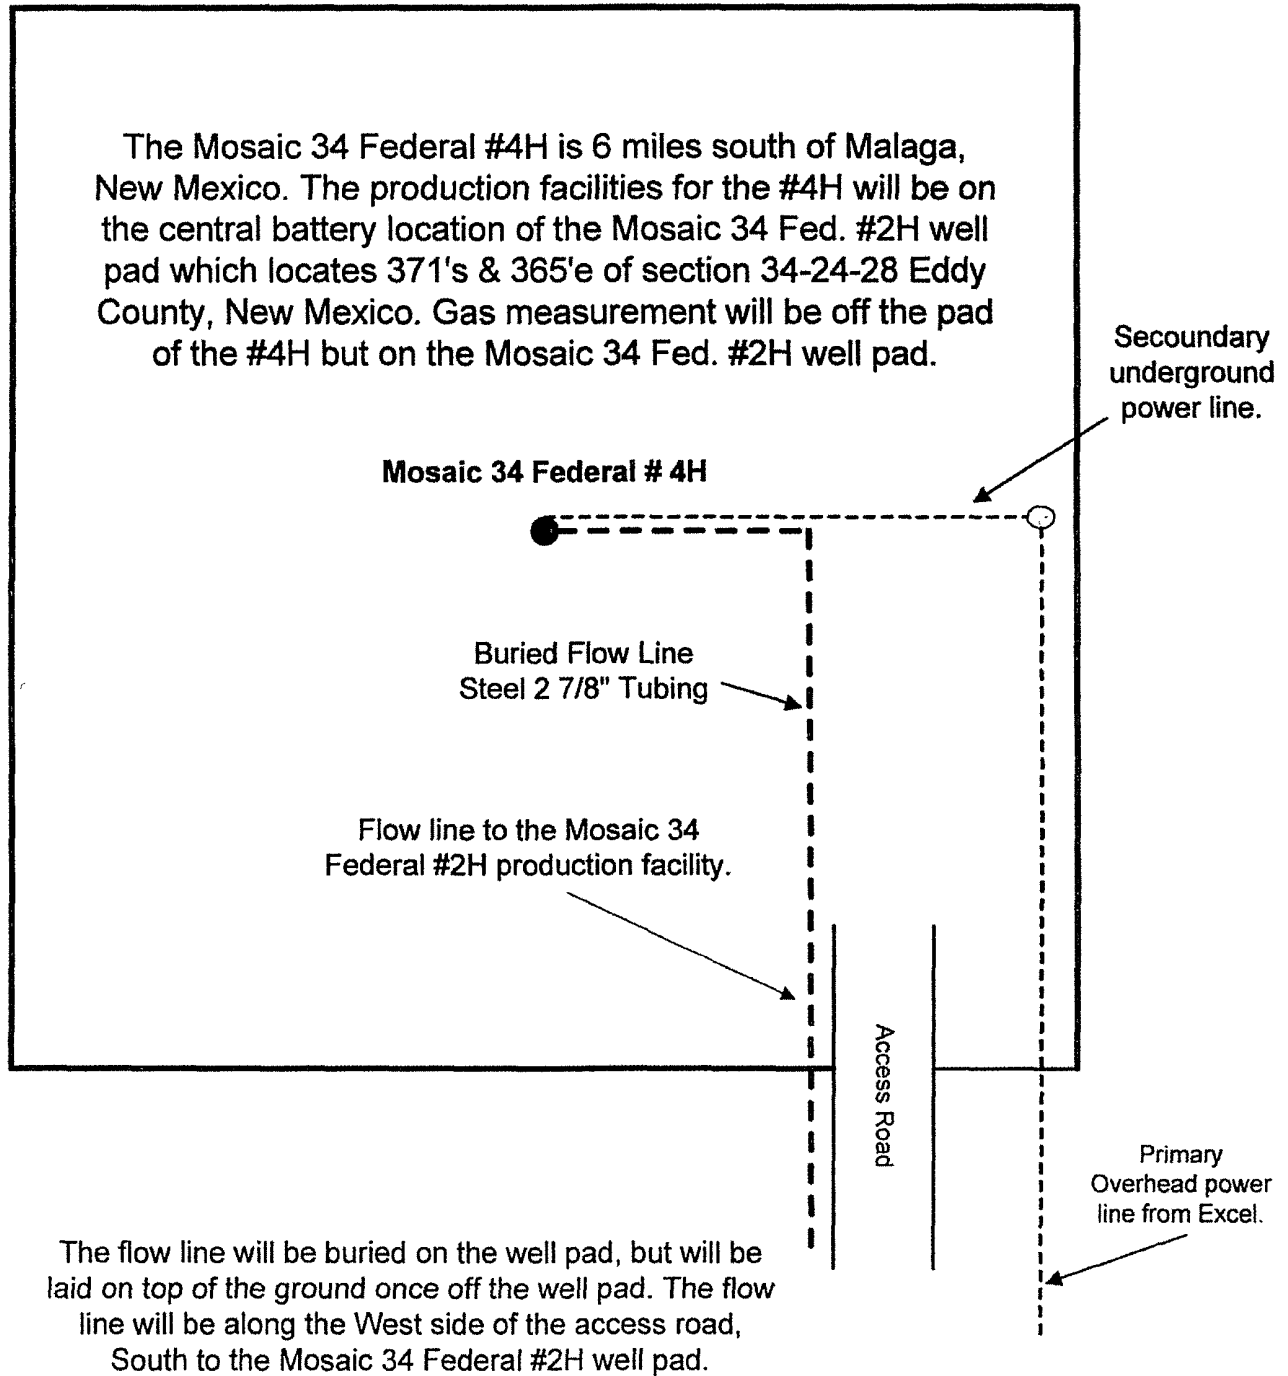 The Mosaic 34 Federal #4H is 6 miles south of Malaga,
New Mexico. The production facilities for the #4H will be on
the central battery location of the Mosaic 34 Fed. #2H well
pad which locates 371's & 365'e of section 34-24-28 Eddy
County, New Mexico. Gas measurement will be off the pad
of the #4H but on the Mosaic 34 Fed. #2H well pad.
Secoundary
underground
power line.
Mosaic 34 Federal # 4H
Buried Flow Line
Steel 2 7/8" Tubing
Flow line to the Mosaic 34
Federal #2H production facility.
Access Road
Primary
Overhead power
line from Excel.
The flow line will be buried on the well pad, but will be
laid on top of the ground once off the well pad. The flow
line will be along the West side of the access road,
South to the Mosaic 34 Federal #2H well pad.